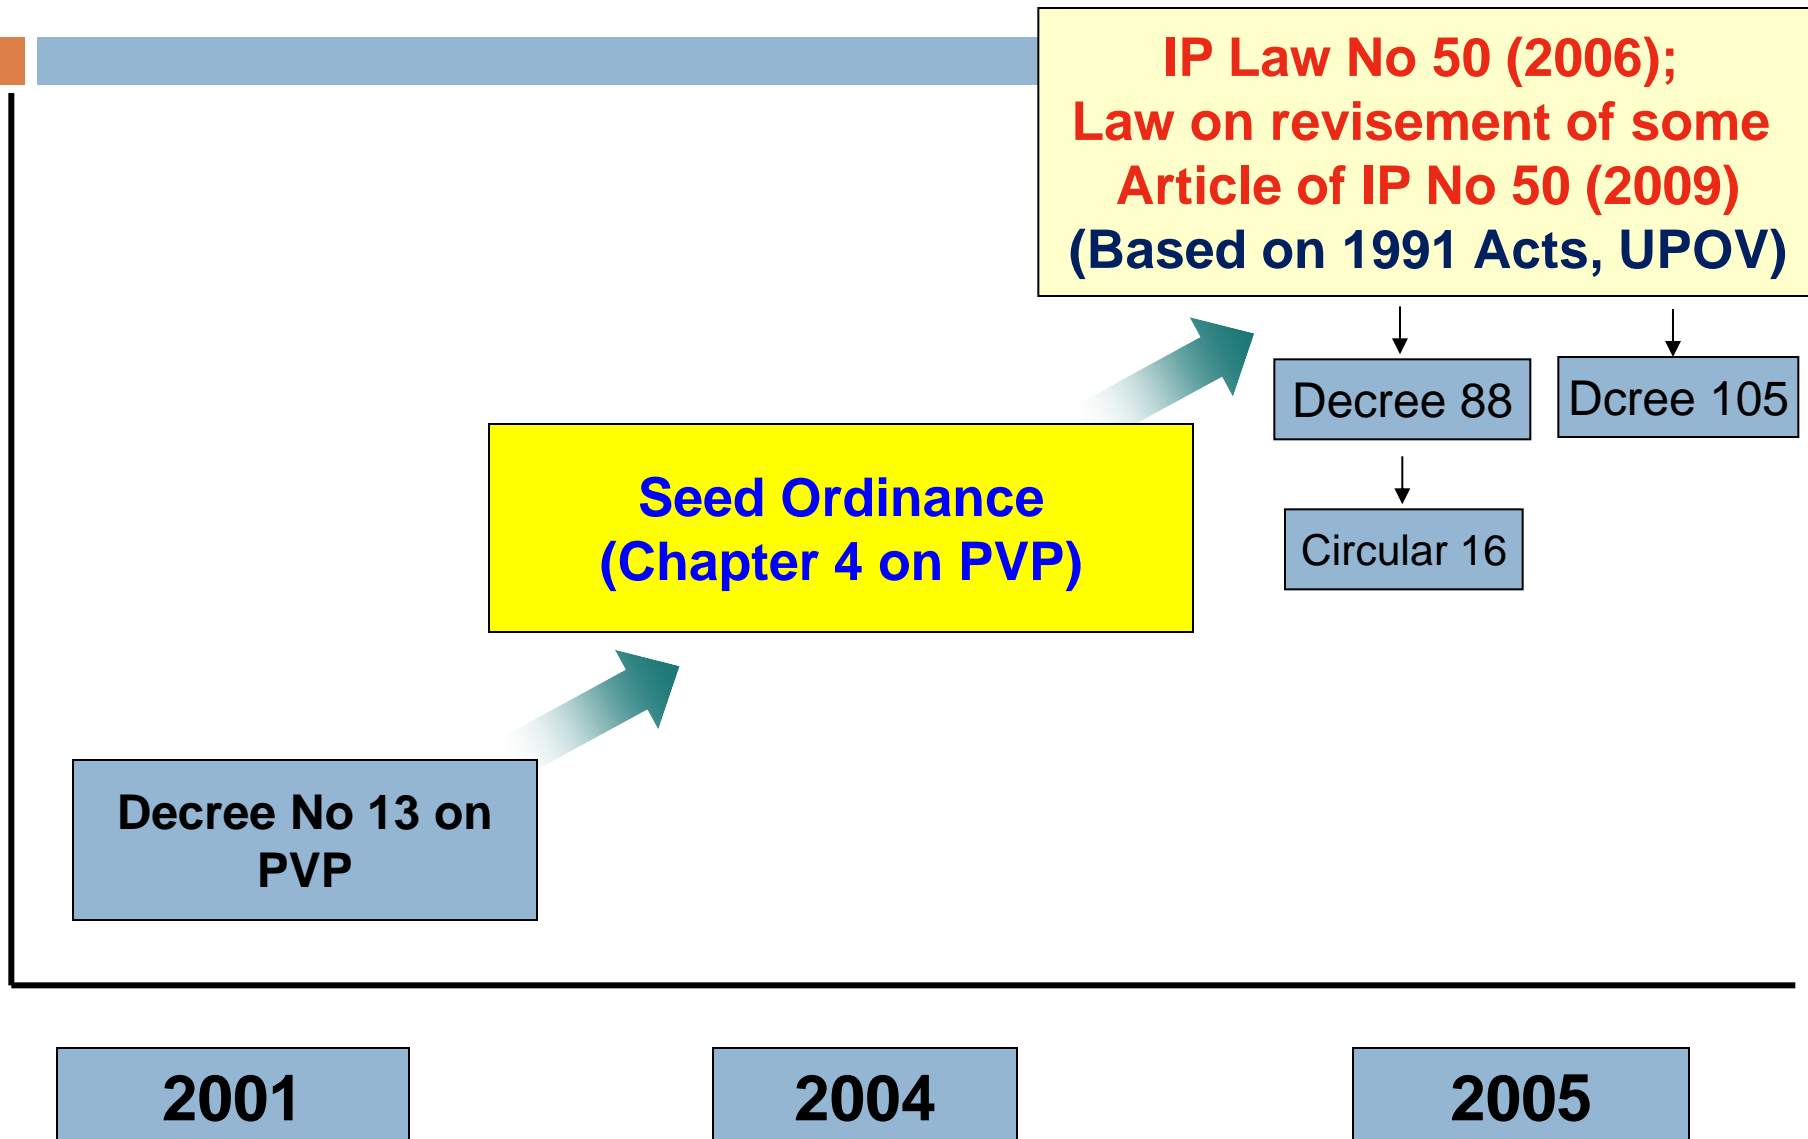 IP Law No 50 (2006);
Law on revisement of some
Article of IP No 50 (2009)
(Based on 1991 Acts, UPOV)
Decree 88
Dcree 105
Seed Ordinance
(Chapter 4 on PVP)
Circular 16
Decree No 13 on
PVP
2001
2004
2005